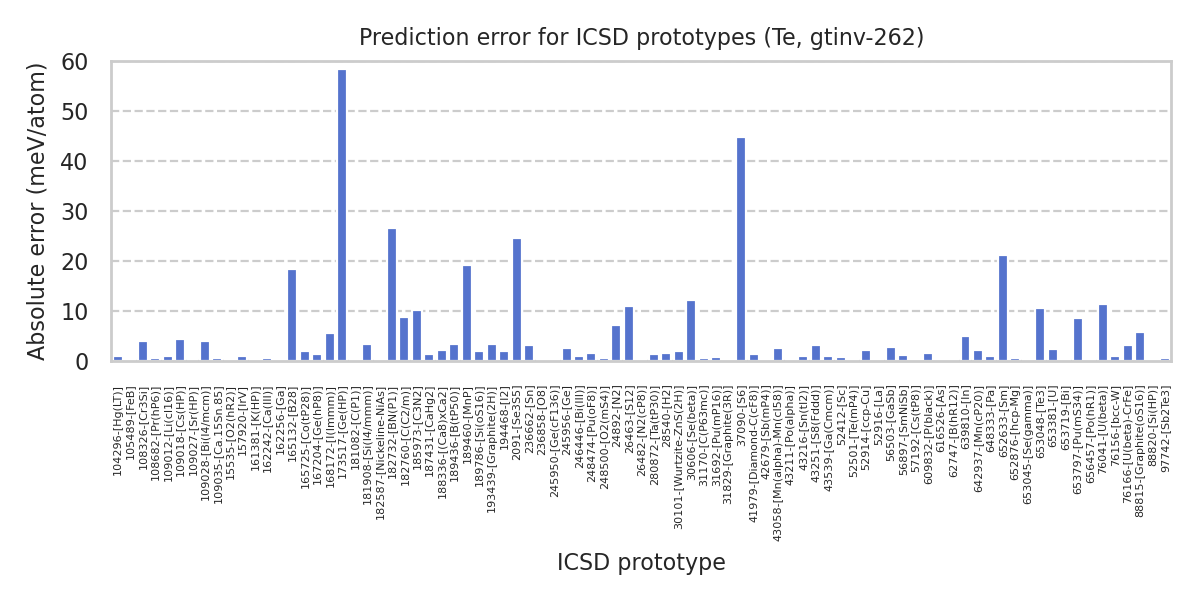 Prediction error for ICSD prototypes (Te, gtinv-262)
Absolute error (meV/atom)
60
50
40
30
20
10
0
104296-[Hg(LT)]
105489-[FeB]
108326-[Cr3Si]
108682-[Pr(hP6)]
109012-[Li(cI16)]
109018-[Cs(HP)]
109027-[Sr(HP)]
109028-[Bi(I4/mcm)]
109035-[Ca.15Sn.85]
15535-[O2(hR2)]
157920-[IrV]
161381-[K(HP)]
162242-[Ca(III)]
162256-[Ga]
165132-[B28]
165725-[Co(tP28)]
167204-[Ge(hP8)]
168172-[I(Immm)]
173517-[Ge(HP)]
181082-[C(P1)]
181908-[Si(I4/mmm)]
182587-[Nickeline-NiAs]
182732-[BN(P1)]
182760-[C(C2/m)]
185973-[C3N2]
187431-[CaHg2]
188336-[(Ca8)xCa2]
189436-[B(tP50)]
189460-[MnP]
189786-[Si(oS16)]
193439-[Graphite(2H)]
194468-[I2]
2091-[Se3S5]
236662-[Sn]
236858-[O8]
245950-[Ge(cF136)]
245956-[Ge]
246446-[Bi(III)]
248474-[Pu(oF8)]
248500-[O2(mS4)]
24892-[N2]
26463-[S12]
26482-[N2(cP8)]
280872-[Ta(tP30)]
28540-[H2]
30101-[Wurtzite-ZnS(2H)]
30606-[Se(beta)]
31170-[C(P63mc)]
31692-[Pu(mP16)]
31829-[Graphite(3R)]
37090-[S6]
41979-[Diamond-C(cF8)]
42679-[Sb(mP4)]
43058-[Mn(alpha)-Mn(cI58)]
43211-[Po(alpha)]
43216-[Sn(tI2)]
43251-[S8(Fddd)]
43539-[Ga(Cmcm)]
52412-[Sc]
52501-[Te(mP4)]
52914-[ccp-Cu]
52916-[La]
56503-[GaSb]
56897-[SmNiSb]
57192-[Cs(tP8)]
609832-[P(black)]
616526-[As]
62747-[B(hR12)]
639810-[In]
642937-[Mn(cP20)]
648333-[Pa]
652633-[Sm]
652876-[hcp-Mg]
653045-[Se(gamma)]
653048-[Te3]
653381-[U]
653719-[In]
653797-[Pu(mS34)]
656457-[Po(hR1)]
76041-[U(beta)]
76156-[bcc-W]
76166-[U(beta)-CrFe]
88815-[Graphite(oS16)]
88820-[Si(HP)]
97742-[Sb2Te3]
ICSD prototype